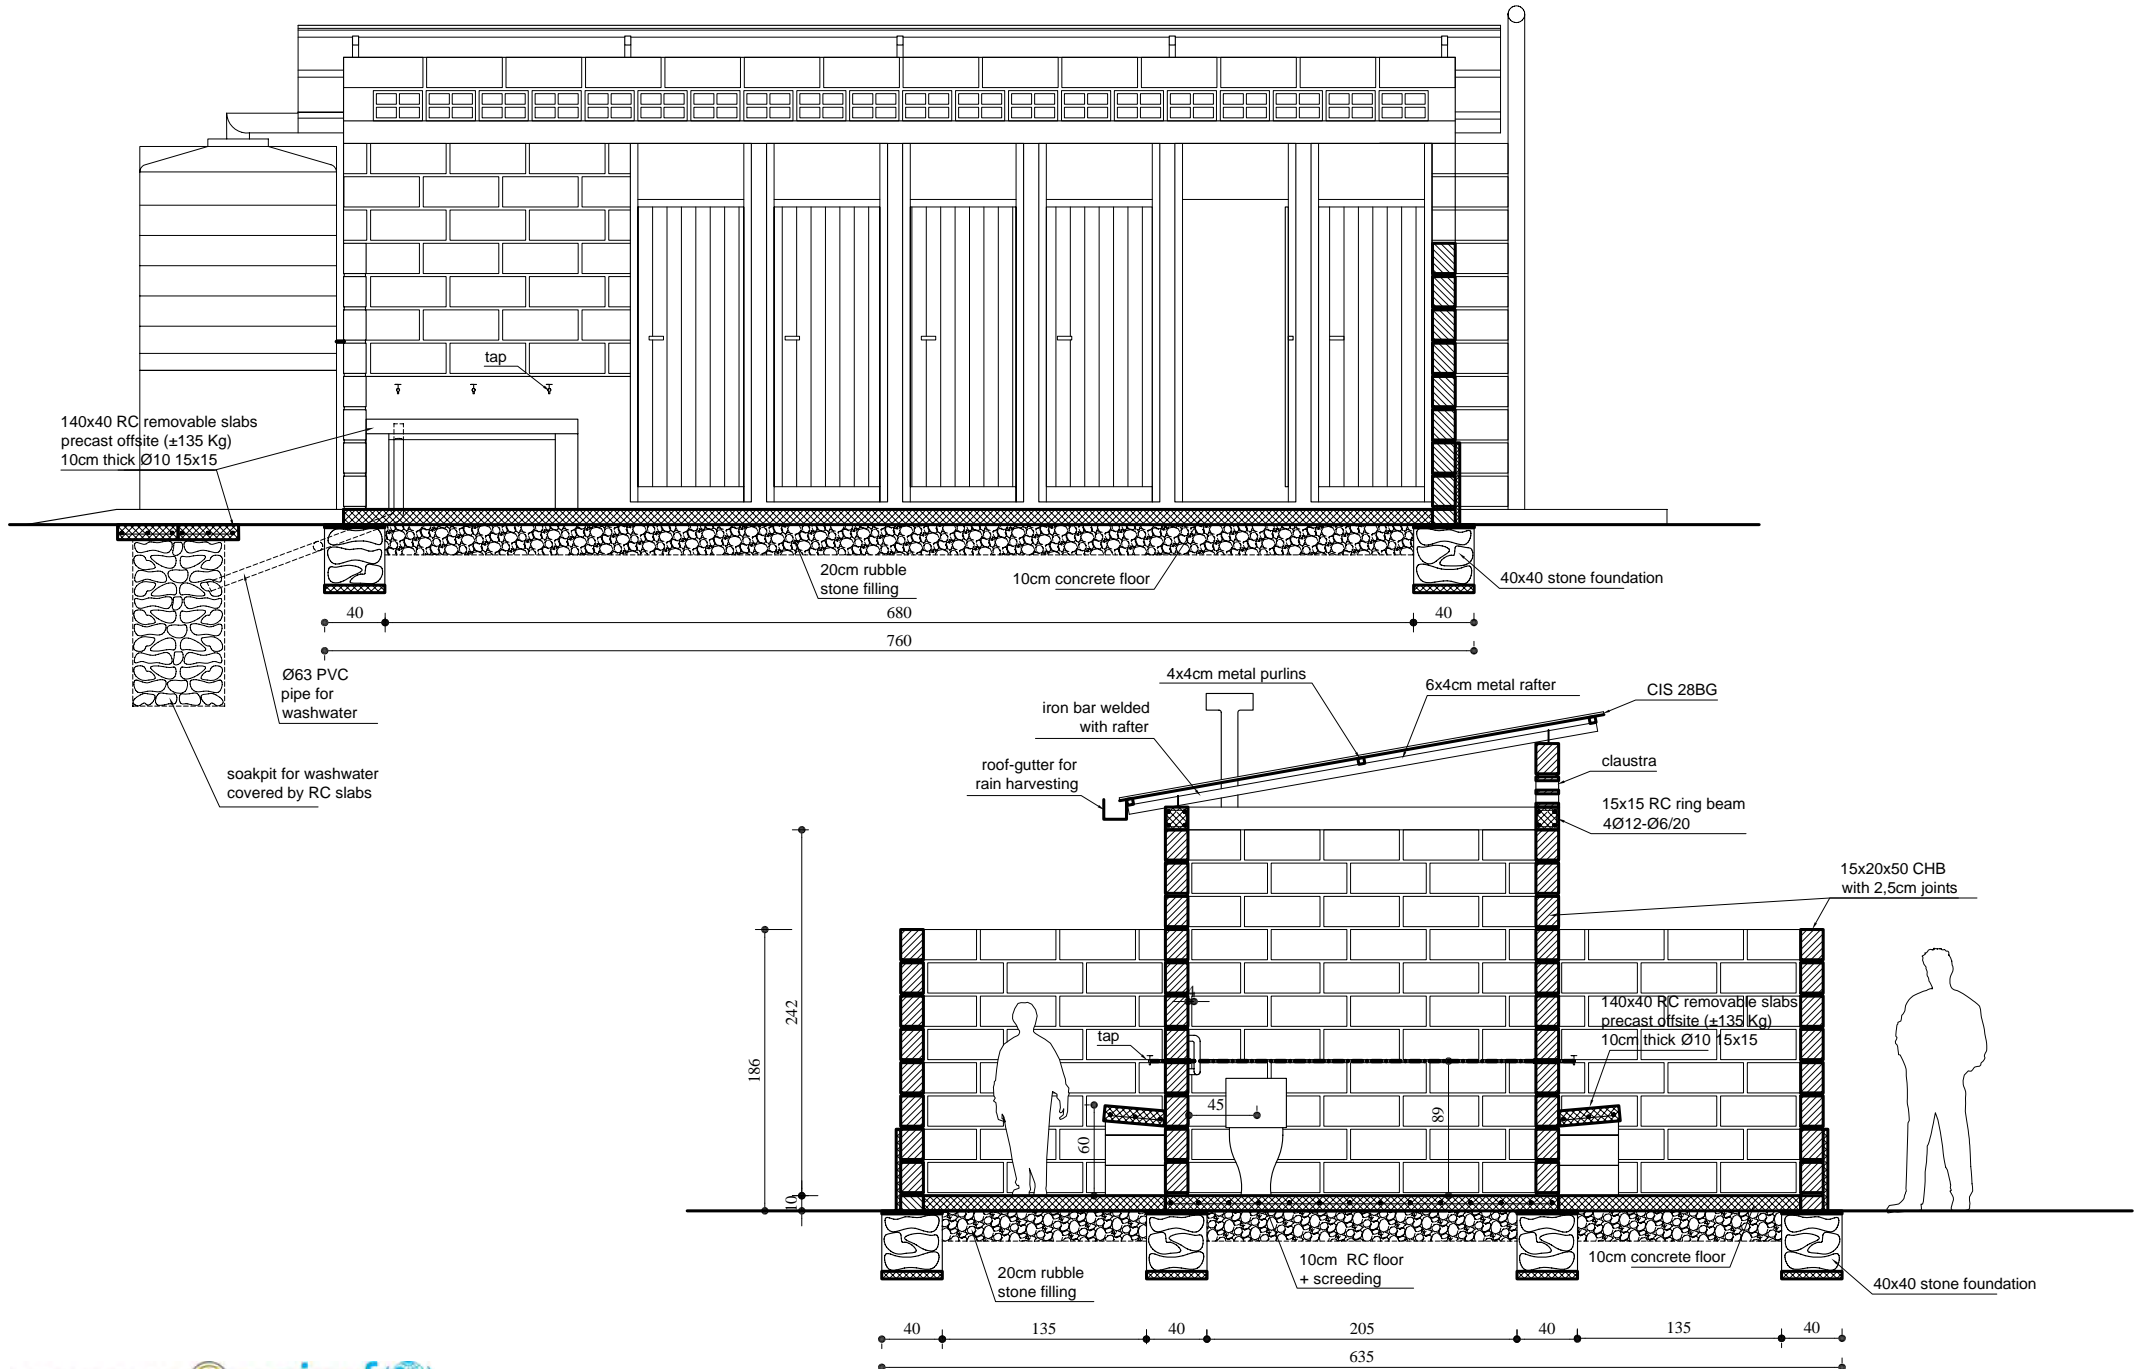 tap
140x40 RC removable slabs
precast offsite (±135 Kg)
10cm thick Ø10 15x15
20cm rubble
stone filling
10cm concrete floor
40x40 stone foundation
40
680
40
760
Ø63 PVC
pipe for
washwater
soakpit for washwater
covered by RC slabs
4x4cm metal purlins
6x4cm metal rafter
CIS 28BG
iron bar welded
with rafter
roof-gutter for
rain harvesting
claustra
15x15 RC ring beam
4Ø12-Ø6/20
15x20x50 CHB
with 2,5cm joints
242
186
4
140x40 RC removable slabs
precast offsite (±135 Kg)
10cm thick Ø10 15x15
tap
45
89
60
10
10cm RC floor
+ screeding
10cm concrete floor
20cm rubble
stone filling
40x40 stone foundation
40
135
40
205
40
135
40
635